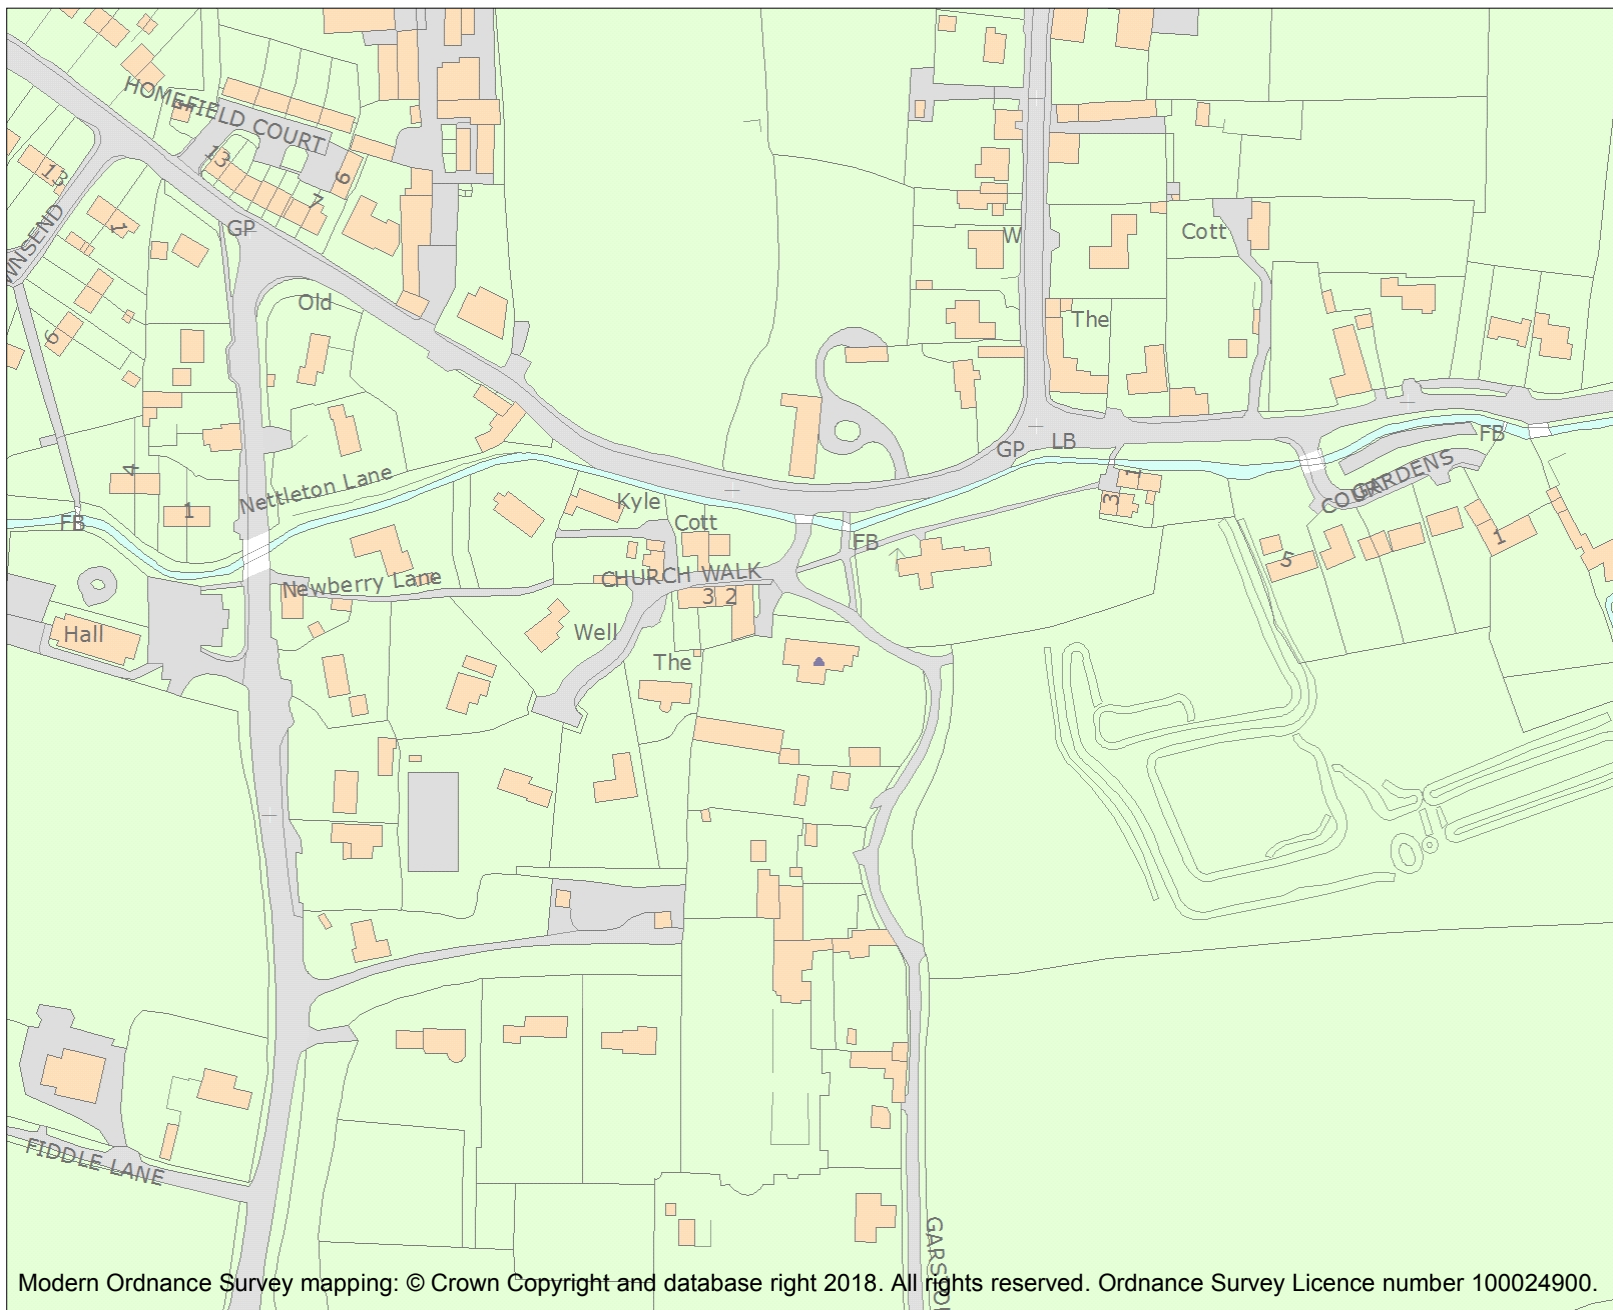 HOMEFIELD COURT
13
13
6
7
1
GP
WNSEND
W
Cott
Old
The
6
GP
LB
FB
4
Nettleton Lane
1
1
3
COURT
GARDENS
Kyle
Cott
FB
FB
1
5
Newberry Lane
CHURCH WALK
3 2
Hall
Well
The
FIDDLE LANE
GARSTON
Modern Ordnance Survey mapping: © Crown Copyright and database right 2018. All rights reserved. Ordnance Survey Licence number 100024900.